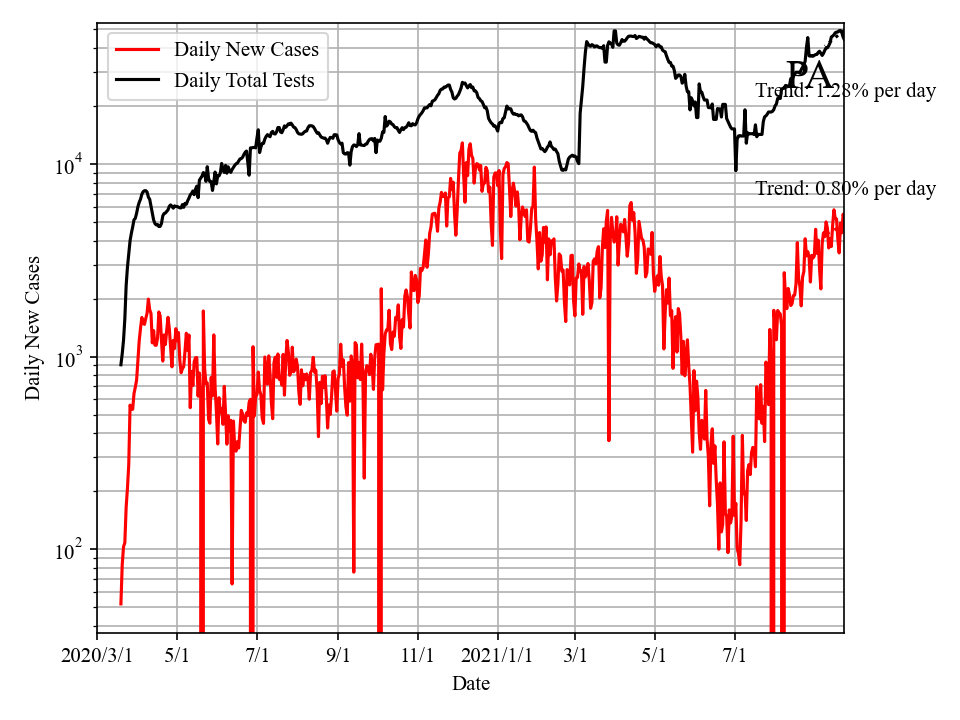 Daily New Cases
Daily Total Tests
PA
Trend: 1.28% per day
Trend: 0.80% per day
10^4
10^3
10^2
Daily New Cases
2020/3/1 5/1 7/1 9/1 11/1 2021/1/1 3/1 5/1 7/1
Date